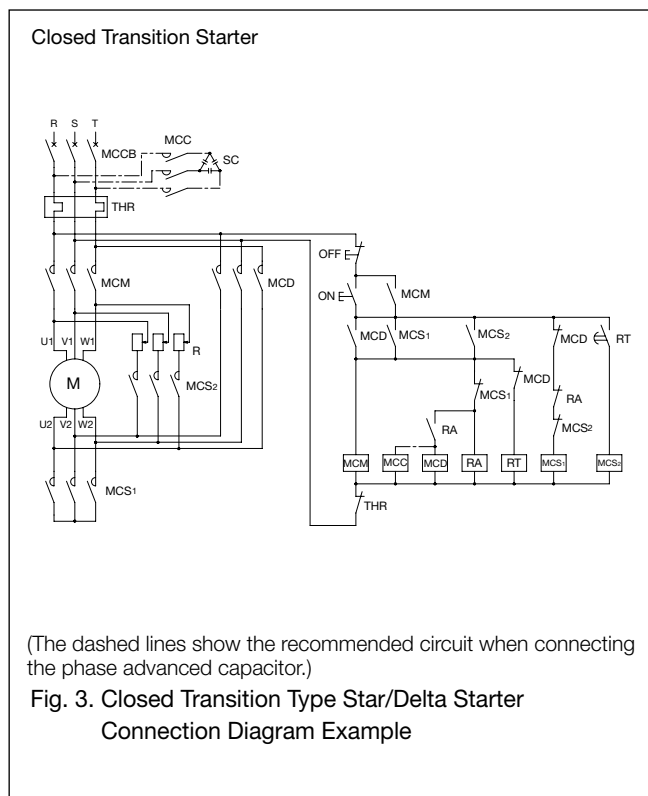 Closed Transition Starter
R S T
MCC
MCCB
SC
THR
OFF
MCM
MCD
ON
MCM
U1 V1 W1
R
MCD
MCS1
MCS2
MCD
RT
M
MCS2
MCS1
MCD
RA
U2 V2 W2
RA
MCS2
MCM
MCC
MCD
RA
RT
MCS1
MCS2
MCS1
THR
(The dashed lines show the recommended circuit when connecting
the phase advanced capacitor.)
Fig. 3. Closed Transition Type Star/Delta Starter
Connection Diagram Example